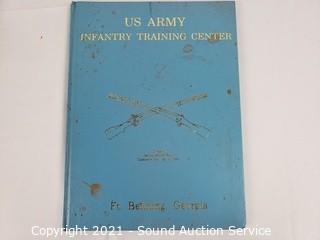 US ARMY
INFANTRY TRAINING CENTER
Ft. Benning, Georgia
Copyright 2021 - Sound Auction Service